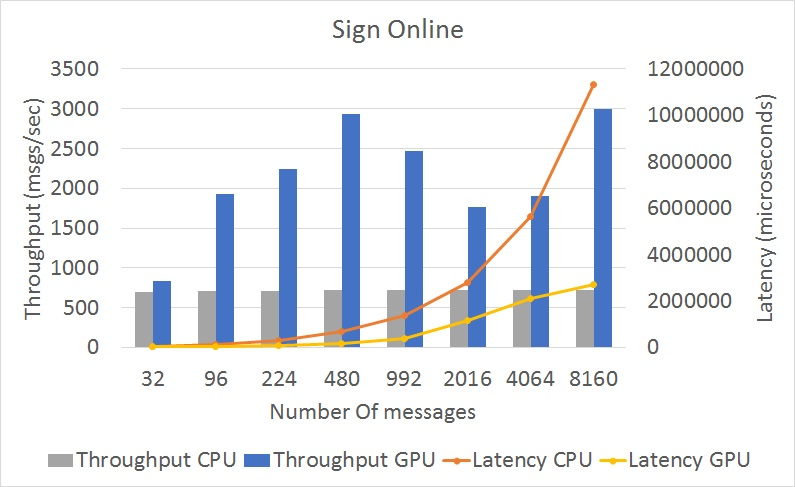 Sign Online
Throughput (msgs/sec)
3500
3000
2500
2000
1500
1000
500
0
12000000
10000000
8000000
6000000
4000000
2000000
0
Latency (microseconds)
32 96 224 480 992 2016 4064 8160
Number Of messages
Throughput CPU Throughput GPU Latency CPU Latency GPU